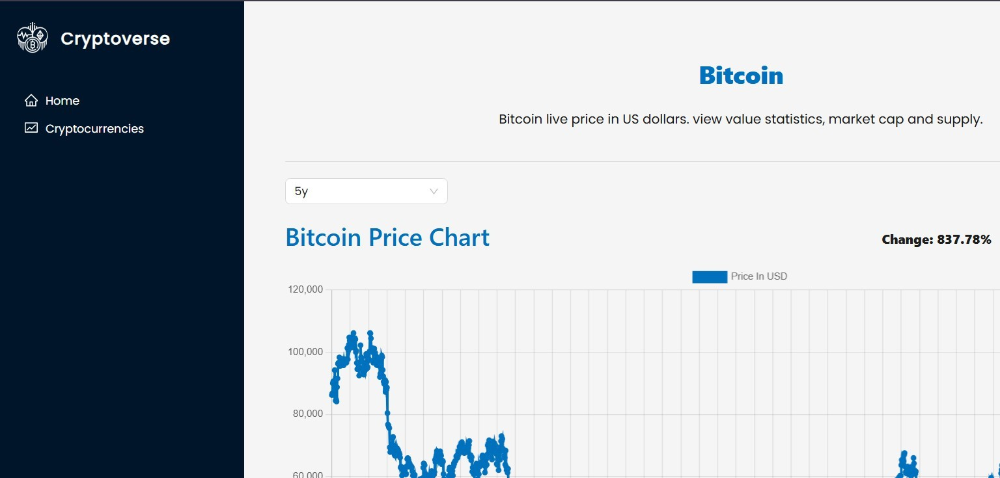 Cryptoverse
Home
Cryptocurrencies
Bitcoin
Bitcoin live price in US dollars. view value statistics, market cap and supply.
5y
Bitcoin Price Chart
Change: 837.78%
Price In USD
120,000
100,000
80,000
60,000